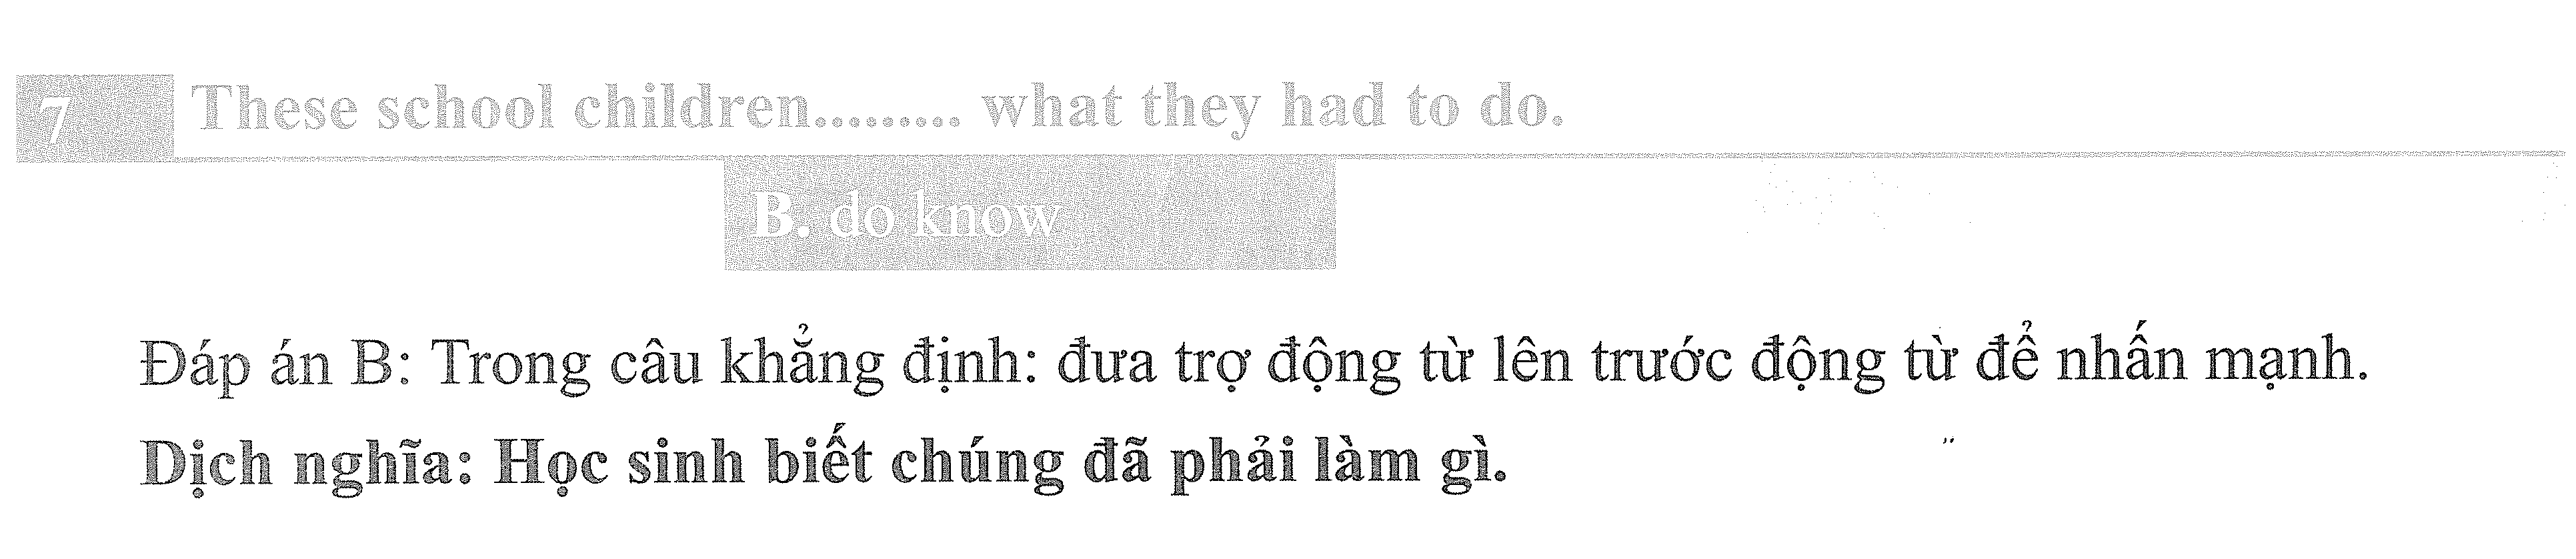 7 These school children......... what they had to do.
B. do know
Đáp án B: Trong câu khẳng định: đưa trợ động từ lên trước động từ để nhấn mạnh.
Dịch nghĩa: Học sinh biết chúng đã phải làm gì.